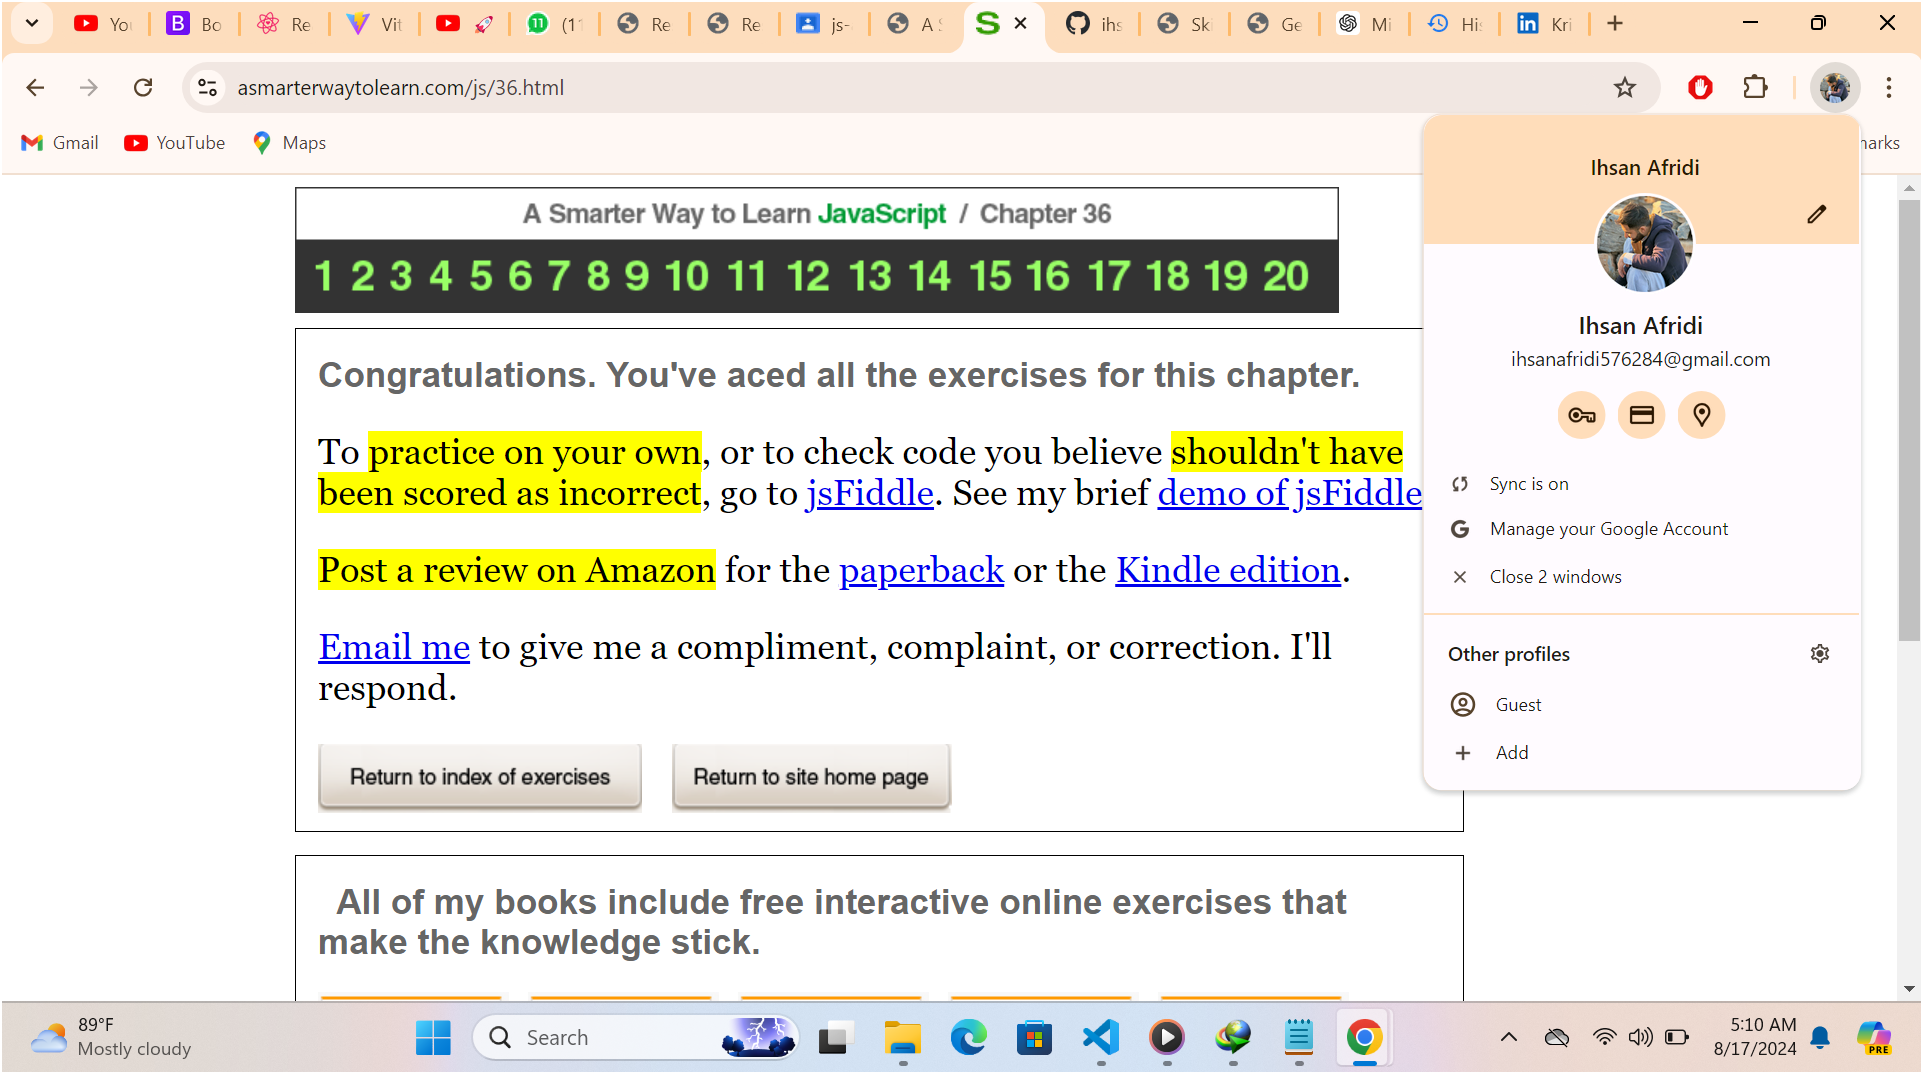 You
Bo
Re
Vit
(11
Re
Re
js-
A S
ihs
Ski
Ge
Mi
His
Kri
asmarterwaytolearn.com/js/36.html
Gmail
YouTube
Maps
marks
A Smarter Way to Learn JavaScript / Chapter 36
1 2 3 4 5 6 7 8 9 10 11 12 13 14 15 16 17 18 19 20
Congratulations. You've aced all the exercises for this chapter.
To practice on your own, or to check code you believe shouldn't have
been scored as incorrect, go to jsFiddle. See my brief demo of jsFiddle
Post a review on Amazon for the paperback or the Kindle edition.
Email me to give me a compliment, complaint, or correction. I'll
respond.
Return to index of exercises
Return to site home page
All of my books include free interactive online exercises that
make the knowledge stick.
Ihsan Afridi
Ihsan Afridi
ihsanafridi576284@gmail.com
Sync is on
Manage your Google Account
Close 2 windows
Other profiles
Guest
Add
89°F
Mostly cloudy
Search
5:10 AM
8/17/2024
PRE